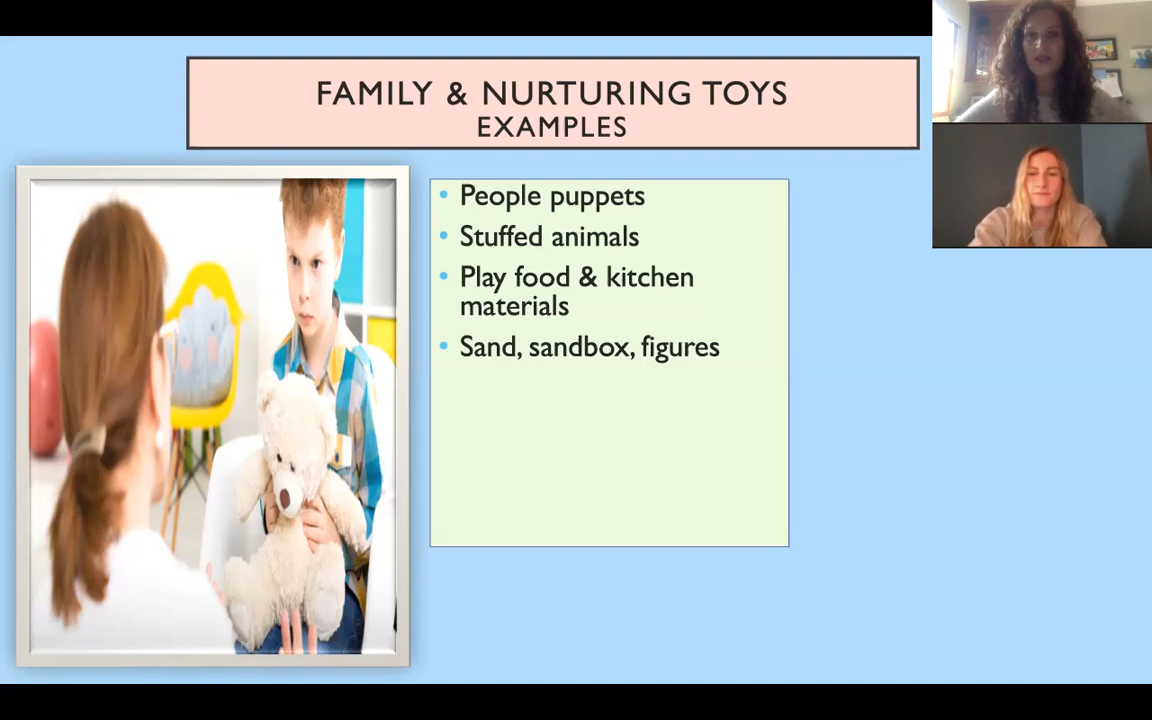 FAMILY & NURTURING TOYS
EXAMPLES
• People puppets
• Stuffed animals
• Play food & kitchen
materials
• Sand, sandbox, figures